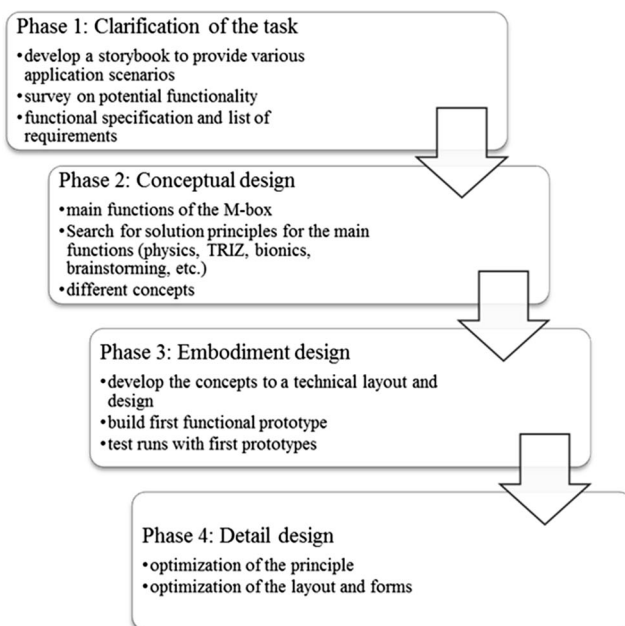 Phase 1: Clarification of the task
•develop a storybook to provide various
application scenarios
•survey on potential functionality
•functional specification and list of
requirements
Phase 2: Conceptual design
•main functions of the M-box
•Search for solution principles for the main
functions (physics, TRIZ, bionics,
brainstorming, etc.)
•different concepts
Phase 3: Embodiment design
•develop the concepts to a technical layout and
design
•build first functional prototype
•test runs with first prototypes
Phase 4: Detail design
•optimization of the principle
•optimization of the layout and forms